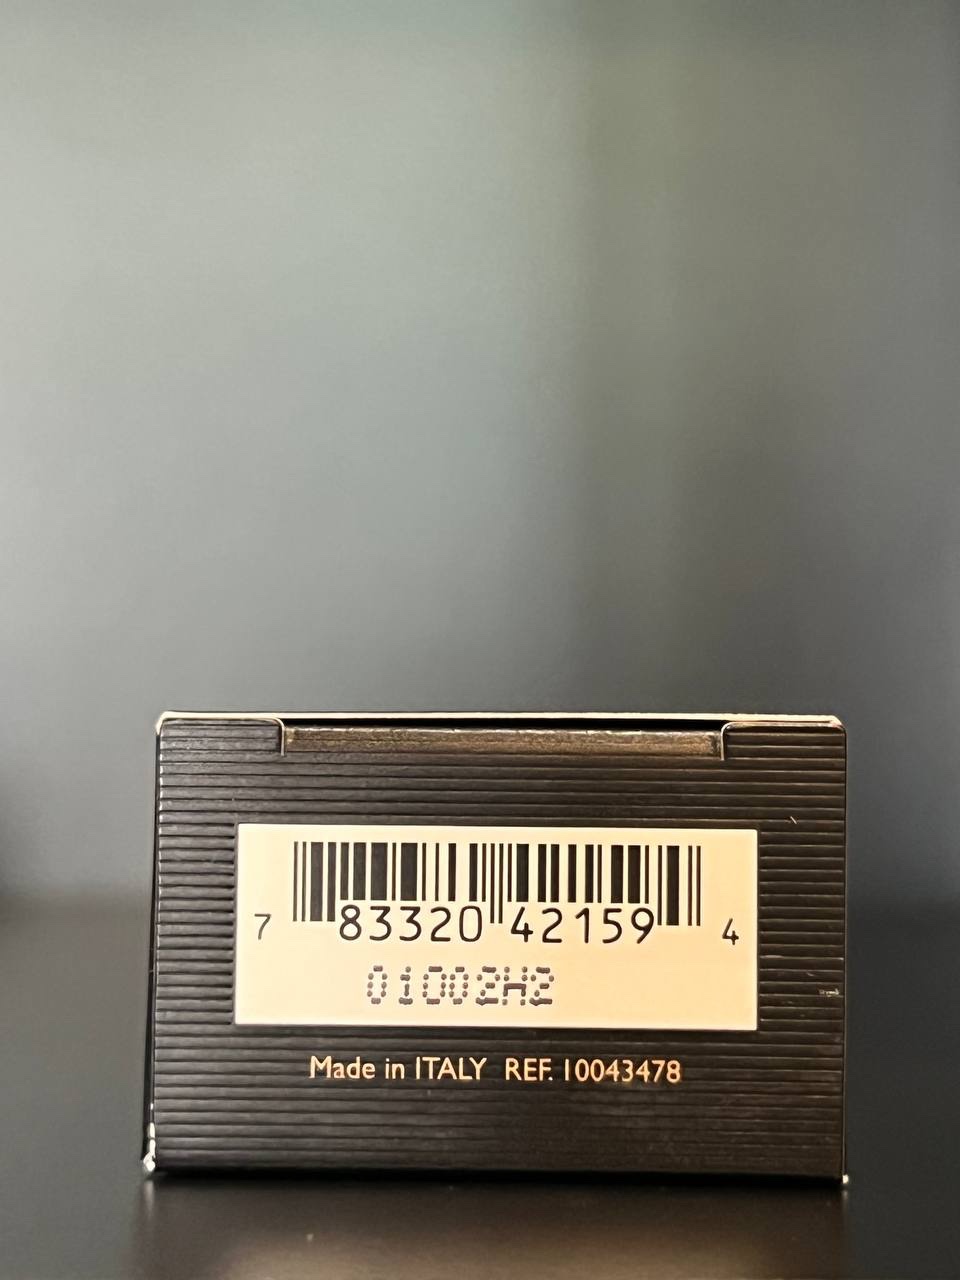 7 83320 42159 4
01002H2
Made in ITALY REF. 10043478